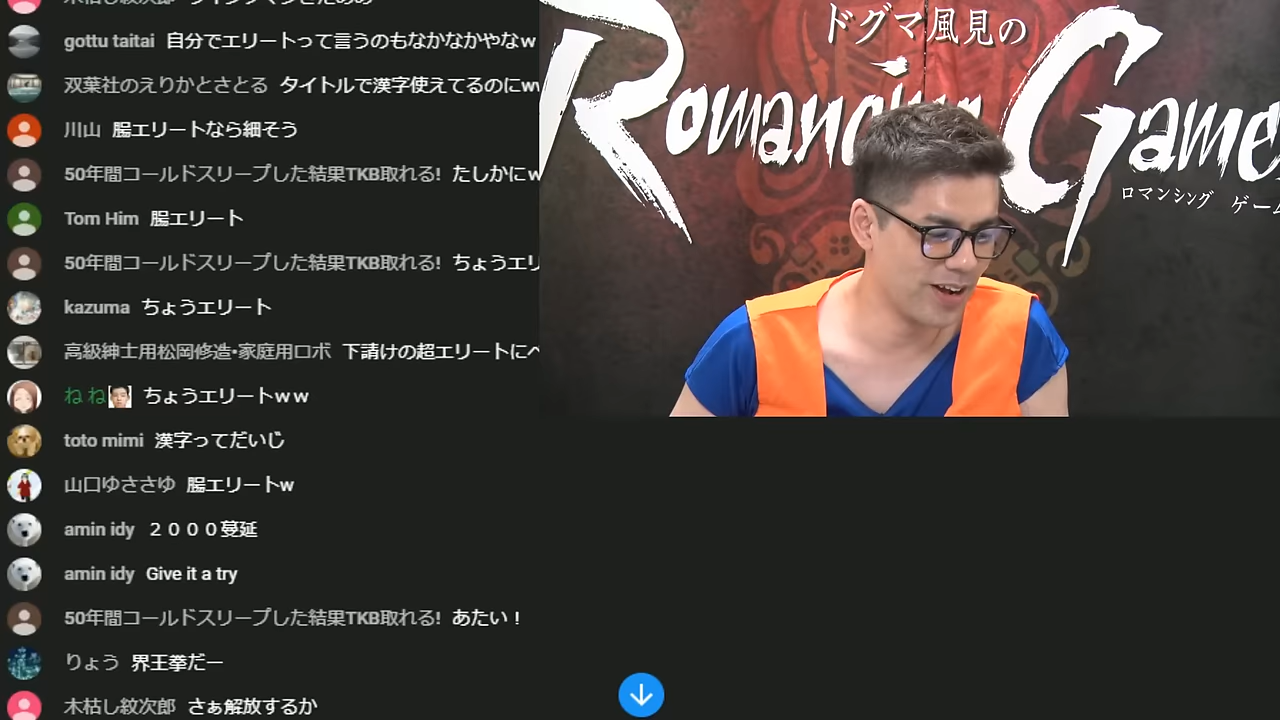 gottu taitai 自分でエリートって言うのもなかなかやなw
双葉社のえりかとさとる タイトルで漢字使えてるのにw
川山 腸エリートなら細そう
50年間コールドスリープした結果TKB取れる! たしかにw
Tom Him 腸エリート
50年間コールドスリープした結果TKB取れる! ちょうエリ
kazuma ちょうエリート
高級紳士用松岡修造•家庭用ロボ 下請けの超エリートに
ね ね ちょうエリートｗｗ
toto mimi 漢字ってだいじ
山口ゆささゆ 腸エリートw
amin idy ２０００蔓延
amin idy Give it a try
50年間コールドスリープした結果TKB取れる! あたい！
りょう 界王拳だー
木枯し紋次郎 さぁ解放するか
ドグマ風見の
Romancing Game
ロマンシング ゲー